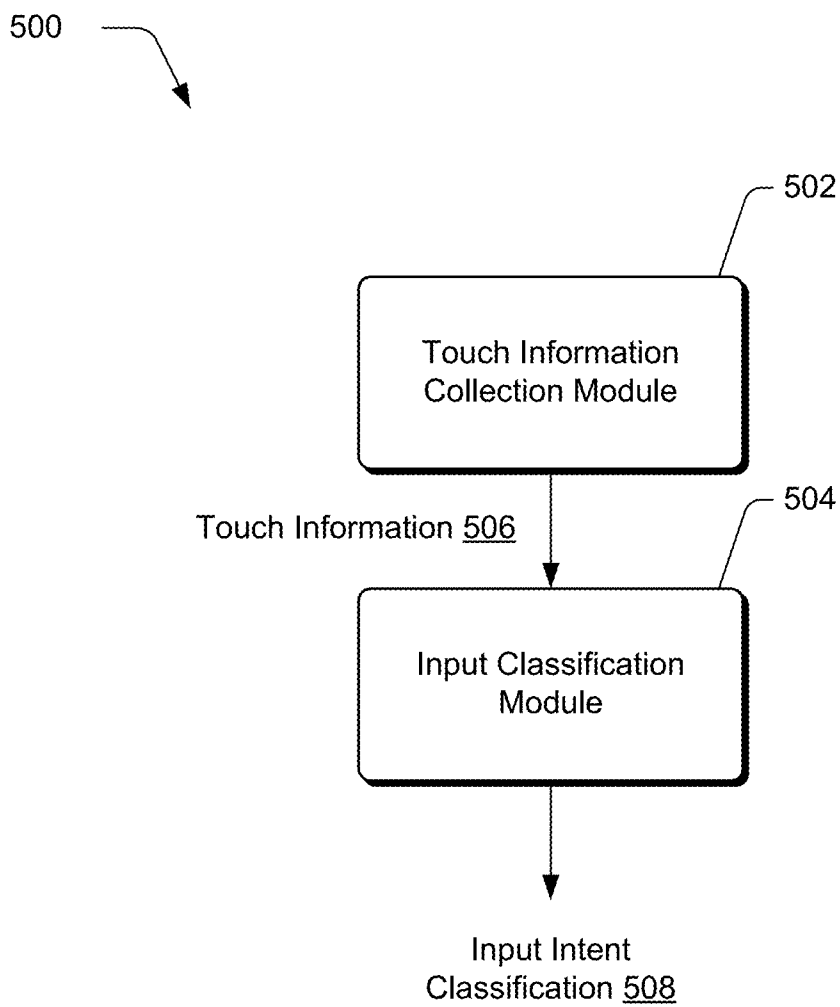 500
502
Touch Information
Collection Module
504
Touch Information 506
Input Classification
Module
Input Intent
Classification 508